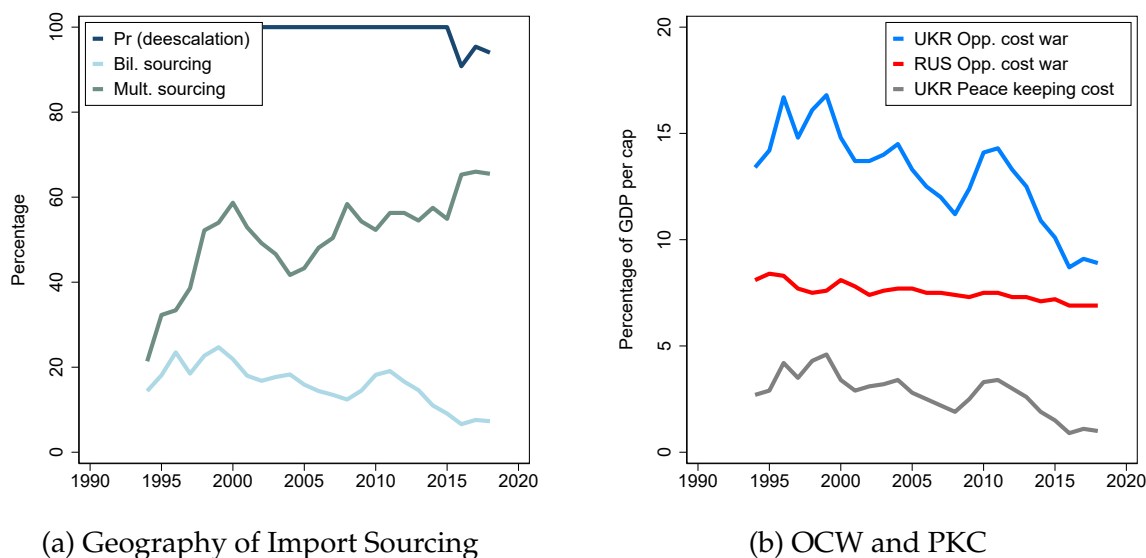 Pr (deescalation)
Bil. sourcing
Mult. sourcing
Percentage
0
20
40
60
80
100
1990 1995 2000 2005 2010 2015 2020
(a) Geography of Import Sourcing
UKR Opp. cost war
RUS Opp. cost war
UKR Peace keeping cost
Percentage of GDP per cap
0
5
10
15
20
1990 1995 2000 2005 2010 2015 2020
(b) OCW and PKC